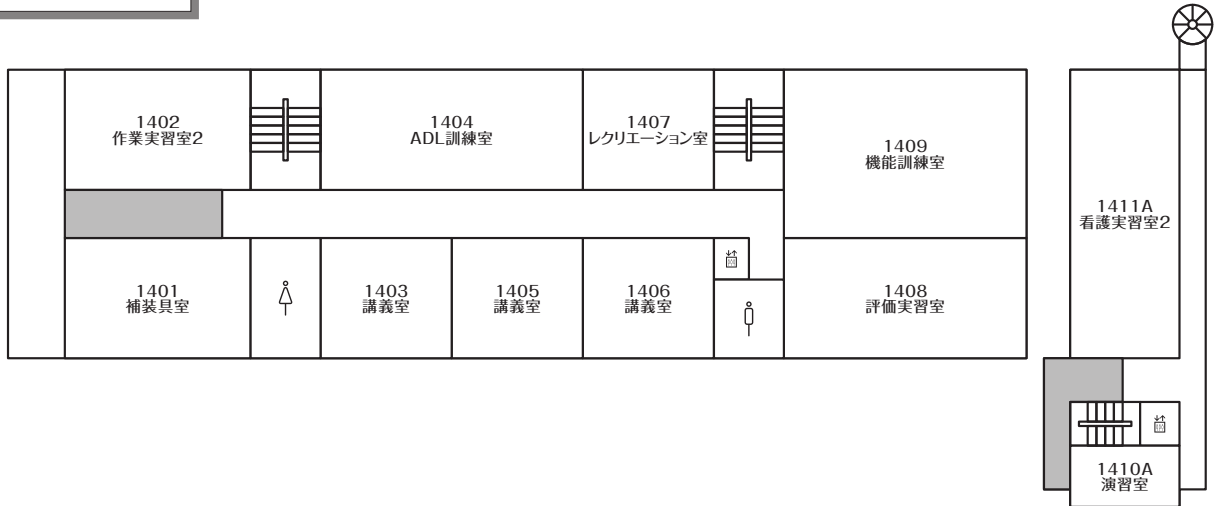 1402
作業実習室2
1404
ADL訓練室
1407
レクリエーション室
1409
機能訓練室
1411A
看護実習室2
1401
補装具室
1403
講義室
1405
講義室
1406
講義室
1408
評価実習室
1410A
演習室